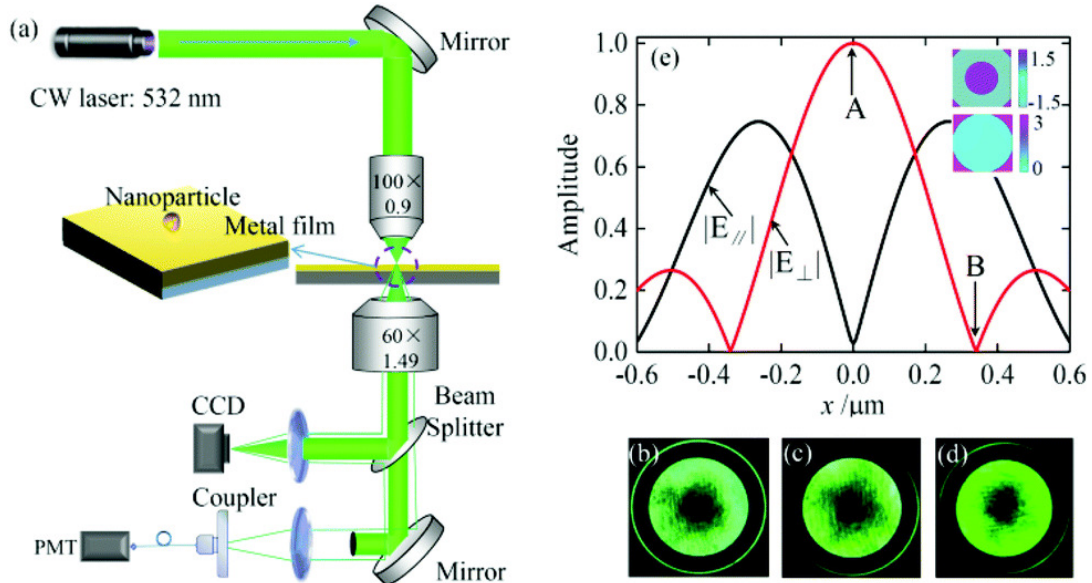 (a)
Mirror
CW laser: 532 nm
100×
0.9
Nanoparticle
Metal film
60×
1.49
CCD
Beam
Splitter
Coupler
PMT
Mirror
(e)
1.5
-1.5
3
0
A
B
|E//|
|E⊥|
Amplitude
1.0
0.8
0.6
0.4
0.2
0.0
-0.6 -0.4 -0.2 0.0 0.2 0.4 0.6
x /μm
(b) (c) (d)